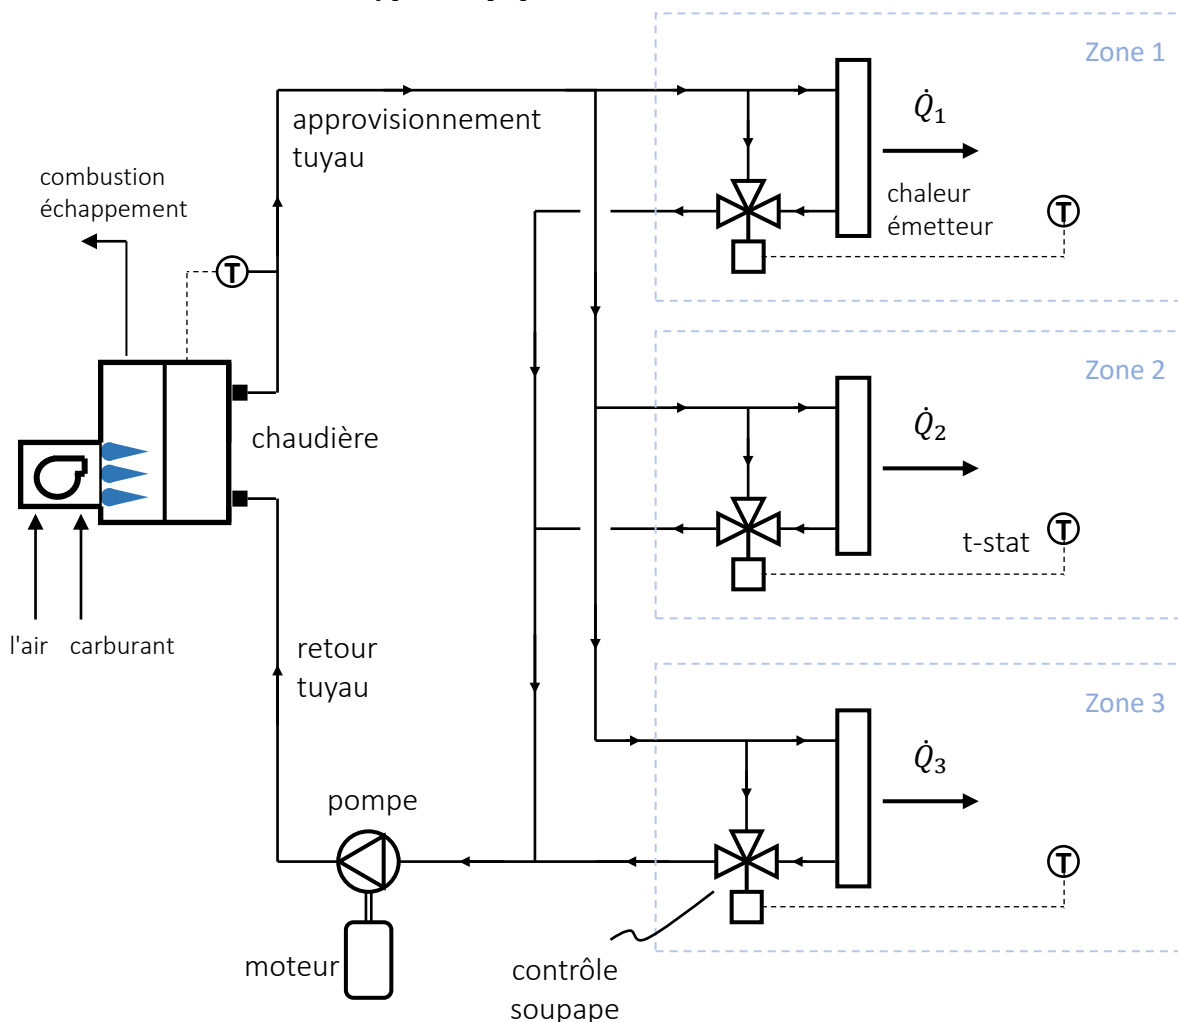 Zone 1
approvisionnement
tuyau
Q̇₁
combustion
échappement
chaleur
émetteur
T
T
Zone 2
chaudière
Q̇₂
t-stat
T
l'air
carburant
retour
tuyau
Zone 3
Q̇₃
pompe
T
moteur
contrôle
soupape